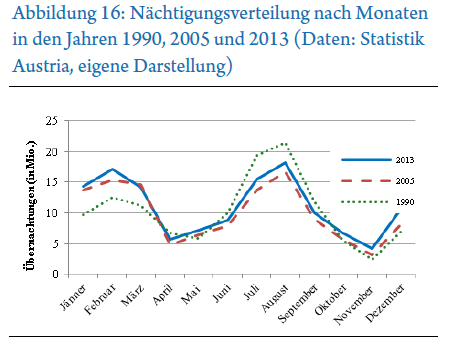 Abbildung 16: Nächtigungsverteilung nach Monaten
in den Jahren 1990, 2005 und 2013 (Daten: Statistik
Austria, eigene Darstellung)
25
20
15
10
5
0
Übernachtungen (in Mio.)
2013
2005
1990
Jänner
Februar
März
April
Mai
Juni
Juli
August
September
Oktober
November
Dezember